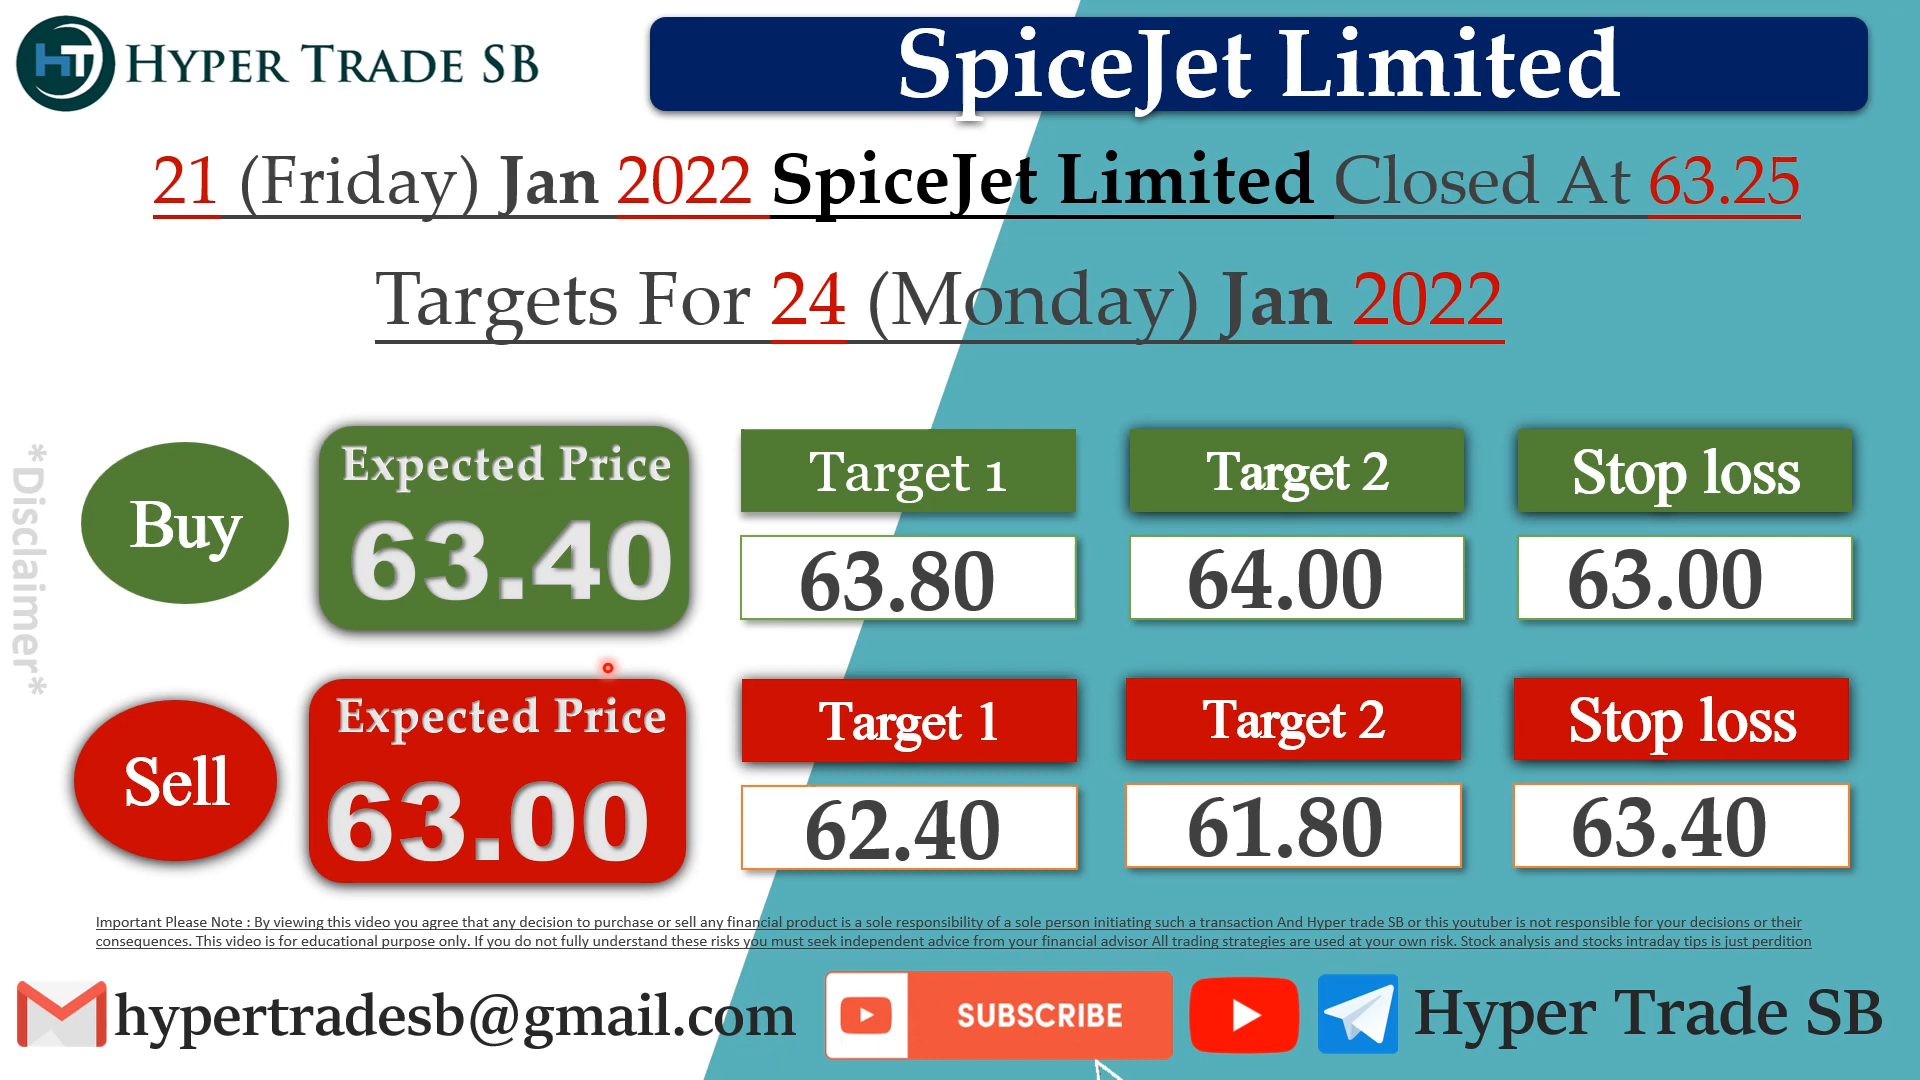 HT HYPER TRADE SB
SpiceJet Limited
21 (Friday) Jan 2022 SpiceJet Limited Closed At 63.25
Targets For 24 (Monday) Jan 2022
*Disclaimer*
Buy
Expected Price
63.40
Target 1
Target 2
Stop loss
63.80
64.00
63.00
Sell
Expected Price
63.00
Target 1
Target 2
Stop loss
62.40
61.80
63.40
Important Please Note : By viewing this video you agree that any decision to purchase or sell any financial product is a sole responsibility of a sole person initiating such a transaction And Hyper trade SB or this youtuber is not responsible for your decisions or their
consequences. This video is for educational purpose only. If you do not fully understand these risks you must seek independent advice from your financial advisor All trading strategies are used at your own risk. Stock analysis and stocks intraday tips is just perdition
hypertradesb@gmail.com
SUBSCRIBE
Hyper Trade SB